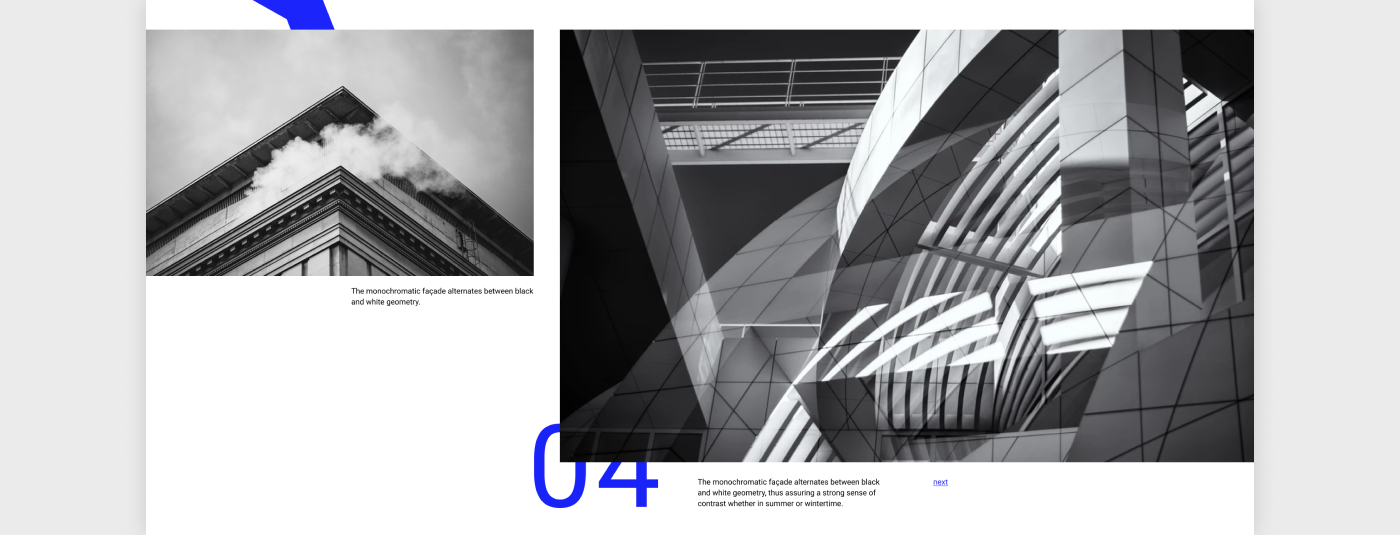 The monochromatic façade alternates between black
and white geometry.
04
The monochromatic façade alternates between black
and white geometry, thus assuring a strong sense of
contrast whether in summer or wintertime.
next